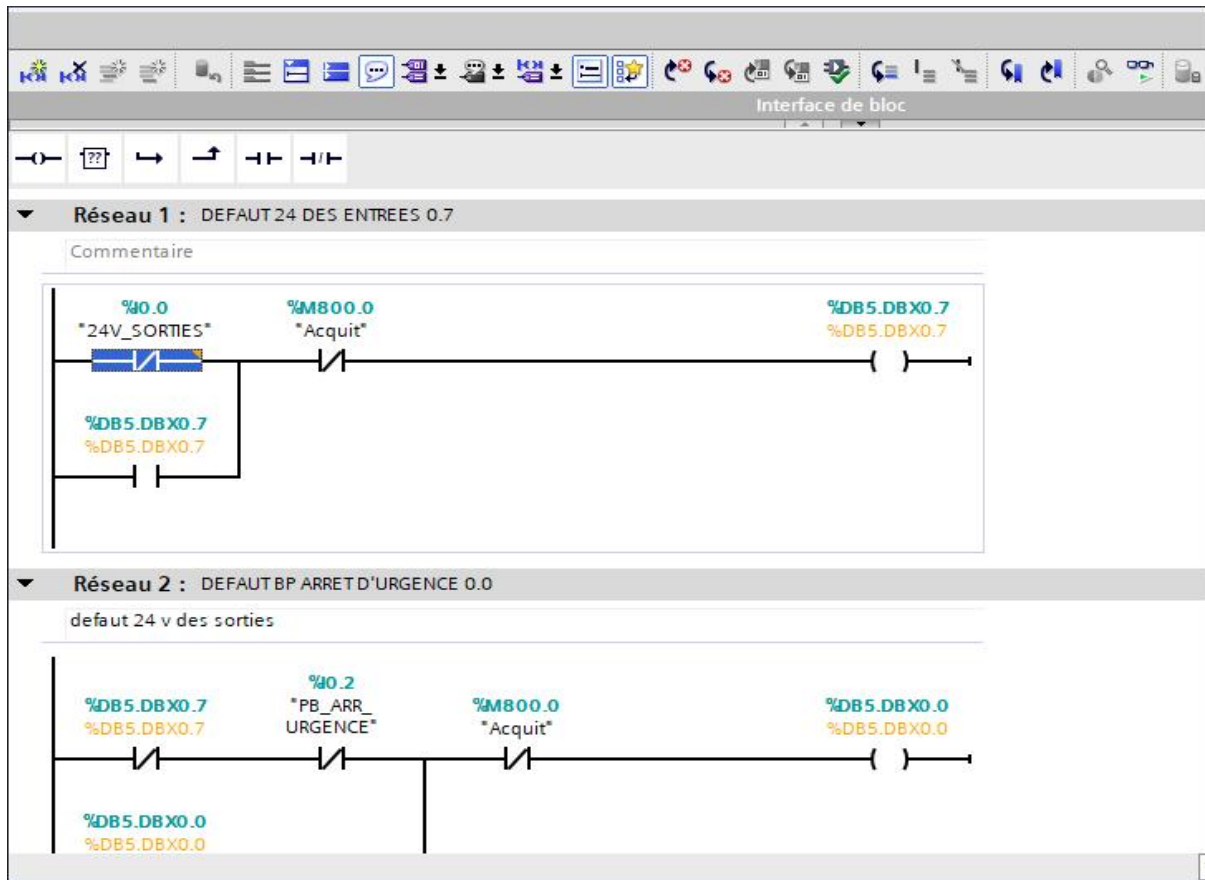 Interface de bloc
??
Réseau 1 : DEFAUT 24 DES ENTREES 0.7
Commentaire
%I0.0
"24V_SORTIES"
%M800.0
"Acquit"
%DB5.DBX0.7
%DB5.DBX0.7
%DB5.DBX0.7
%DB5.DBX0.7
Réseau 2 : DEFAUT BP ARRET D'URGENCE 0.0
defaut 24 v des sorties
%DB5.DBX0.7
%DB5.DBX0.7
%I0.2
"PB_ARR_
URGENCE"
%M800.0
"Acquit"
%DB5.DBX0.0
%DB5.DBX0.0
%DB5.DBX0.0
%DB5.DBX0.0